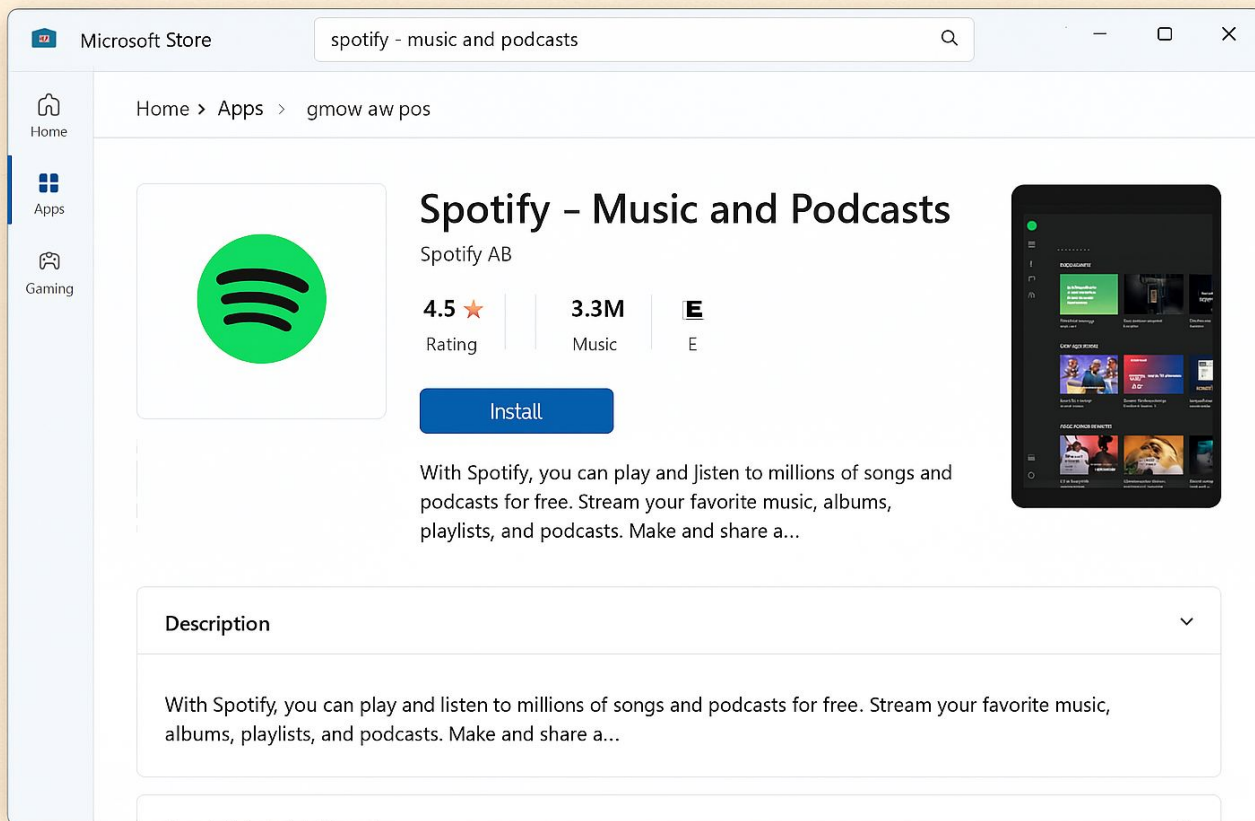 Microsoft Store
spotify - music and podcasts
Home
Apps
Gaming
Home > Apps > gmow aw pos
Spotify – Music and Podcasts
Spotify AB
4.5 3.3M E
Rating Music E
Install
With Spotify, you can play and listen to millions of songs and
podcasts for free. Stream your favorite music, albums,
playlists, and podcasts. Make and share a...
Description
With Spotify, you can play and listen to millions of songs and podcasts for free. Stream your favorite music,
albums, playlists, and podcasts. Make and share a...